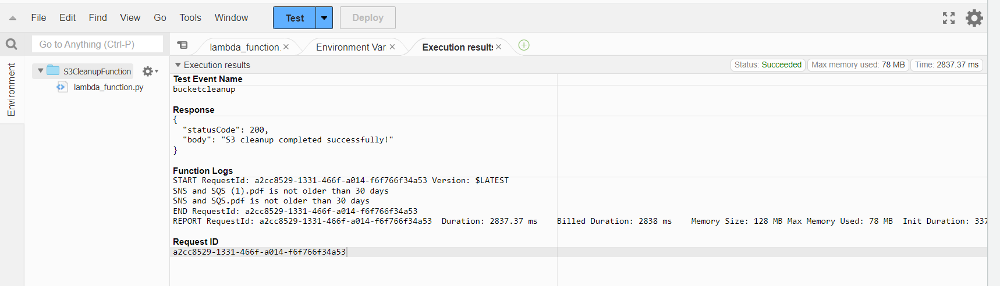 File Edit Find View Go Tools Window Test Deploy
Go to Anything (Ctrl-P)
lambda_function. Environment Var Execution results
Environment
S3CleanupFunction
lambda_function.py
Execution results Status: Succeeded Max memory used: 78 MB Time: 2837.37 ms
Test Event Name
bucketcleanup
Response
{
"statusCode": 200,
"body": "S3 cleanup completed successfully!"
}
Function Logs
START RequestId: a2cc8529-1331-466f-a014-f6f766f34a53 Version: $LATEST
SNS and SQS (1).pdf is not older than 30 days
SNS and SQS.pdf is not older than 30 days
END RequestId: a2cc8529-1331-466f-a014-f6f766f34a53
REPORT RequestId: a2cc8529-1331-466f-a014-f6f766f34a53 Duration: 2837.37 ms Billed Duration: 2838 ms Memory Size: 128 MB Max Memory Used: 78 MB Init Duration: 337
Request ID
a2cc8529-1331-466f-a014-f6f766f34a53